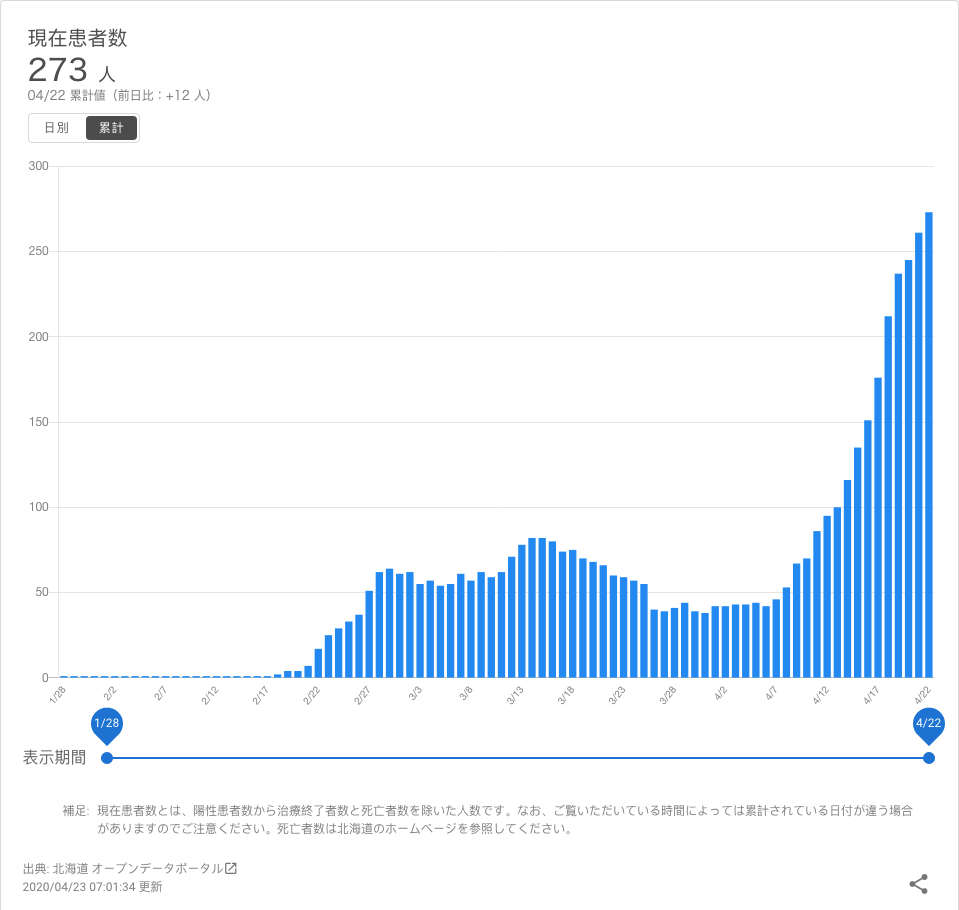 現在患者数
273 人
04/22 累計値（前日比：+12 人）
日別 累計
300
250
200
150
100
50
0
1/28 2/2 2/7 2/12 2/17 2/22 2/27 3/3 3/8 3/13 3/18 3/23 3/28 4/2 4/7 4/12 4/17 4/22
1/28 4/22
表示期間
補足: 現在患者数とは、陽性患者数から治療終了者数と死亡者数を除いた人数です。なお、ご覧いただいている時間によっては累計されている日付が違う場合
がありますのでご注意ください。死亡者数は北海道のホームページを参照してください。
出典: 北海道 オープンデータポータル
2020/04/23 07:01:34 更新